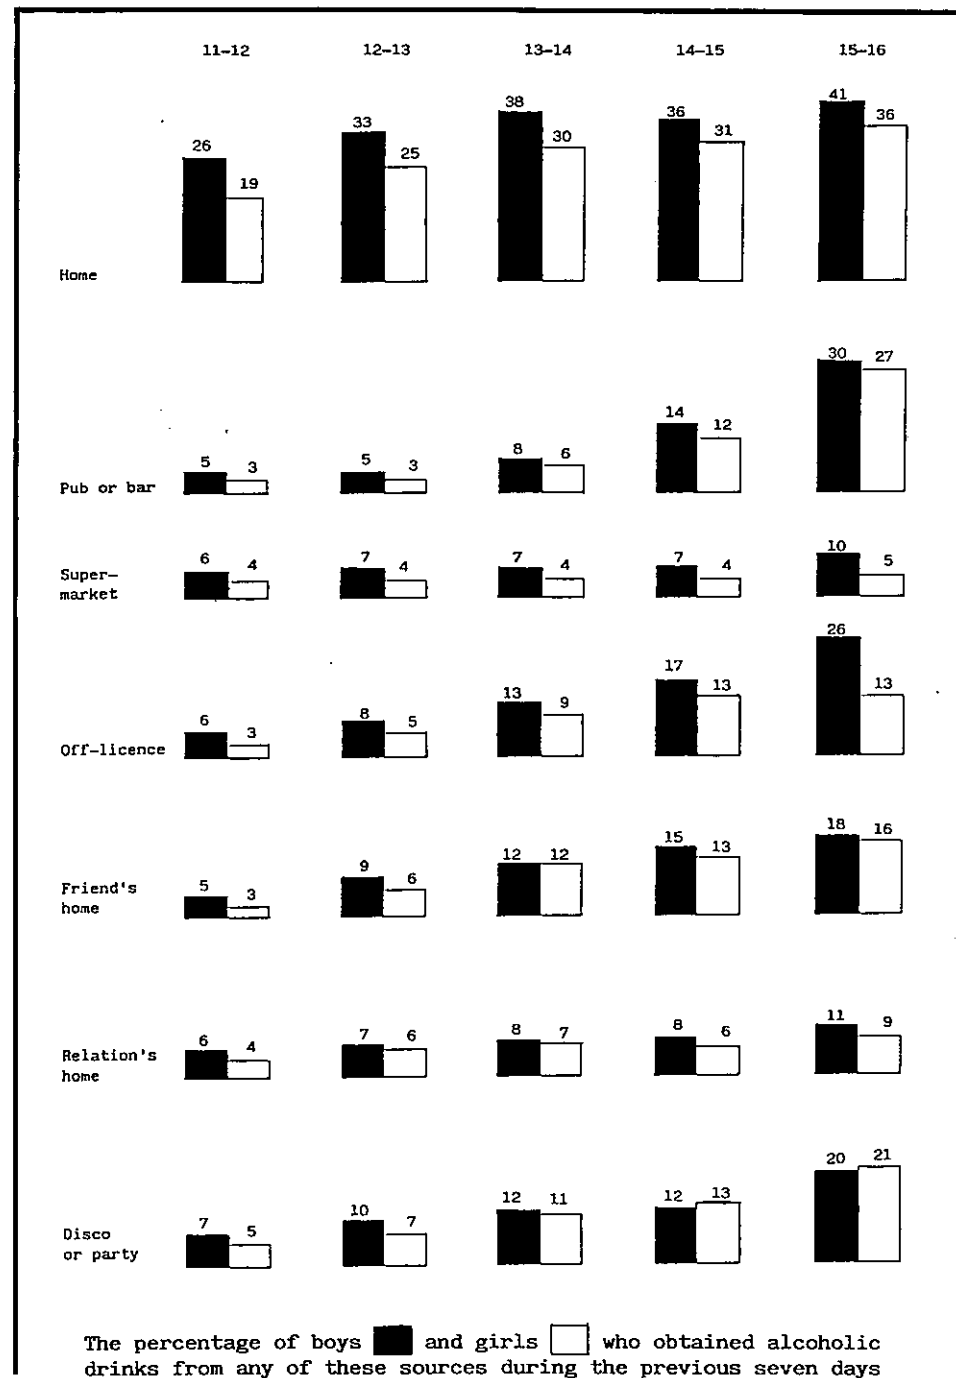 11-12 12-13 13-14 14-15 15-16
26 19 33 25 38 30 36 31 41 36
Home
5 3 5 3 8 6 14 12 30 27
Pub or bar
6 4 7 4 7 4 7 4 10 5
Super-
market
6 3 8 5 13 9 17 13 26 13
Off-licence
5 3 9 6 12 12 15 13 18 16
Friend's
home
6 4 7 6 8 7 8 6 11 9
Relation's
home
7 5 10 7 12 11 12 13 20 21
Disco
or party
The percentage of boys and girls who obtained alcoholic
drinks from any of these sources during the previous seven days